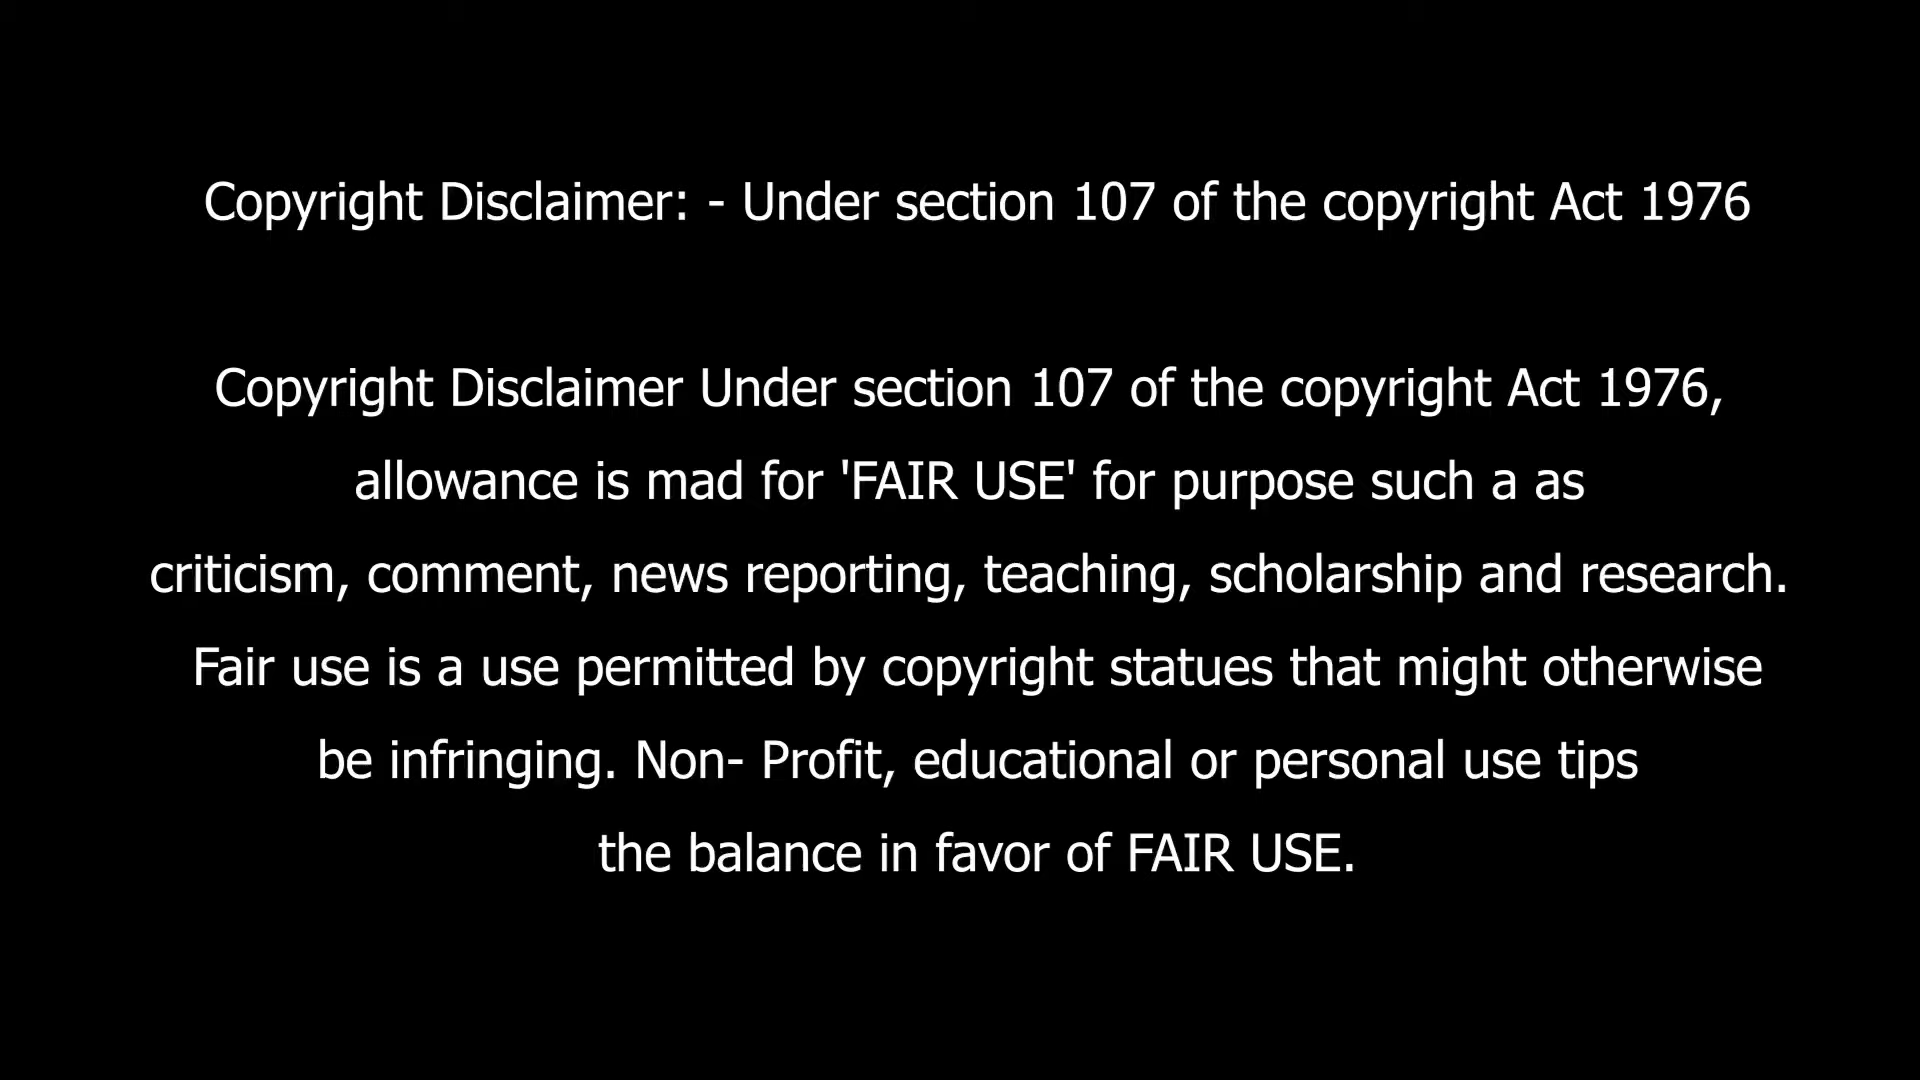 Copyright Disclaimer: - Under section 107 of the copyright Act 1976
Copyright Disclaimer Under section 107 of the copyright Act 1976,
allowance is mad for 'FAIR USE' for purpose such a as
criticism, comment, news reporting, teaching, scholarship and research.
Fair use is a use permitted by copyright statues that might otherwise
be infringing. Non- Profit, educational or personal use tips
the balance in favor of FAIR USE.